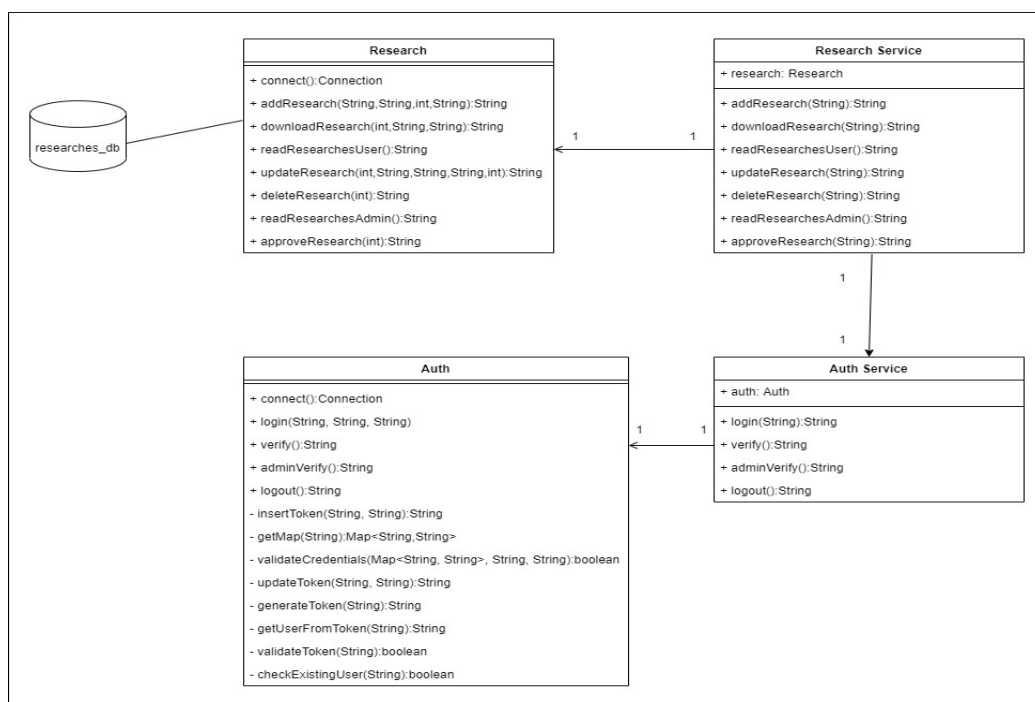 Research
+ connect():Connection
+ addResearch(String,String,int,String):String
+ downloadResearch(int,String,String):String
+ readResearchesUser():String
+ updateResearch(int,String,String,String,int):String
+ deleteResearch(int):String
+ readResearchesAdmin():String
+ approveResearch(int):String
researches_db
1
1
Research Service
+ research: Research
+ addResearch(String):String
+ downloadResearch(String):String
+ readResearchesUser():String
+ updateResearch(String):String
+ deleteResearch(String):String
+ readResearchesAdmin():String
+ approveResearch(String):String
1
1
Auth
+ connect():Connection
+ login(String, String, String)
+ verify():String
+ adminVerify():String
+ logout():String
- insertToken(String, String):String
- getMap(String):Map<String,String>
- validateCredentials(Map<String, String>, String, String):boolean
- updateToken(String, String):String
- generateToken(String):String
- getUserFromToken(String):String
- validateToken(String):boolean
- checkExistingUser(String):boolean
1
1
Auth Service
+ auth: Auth
+ login(String):String
+ verify():String
+ adminVerify():String
+ logout():String